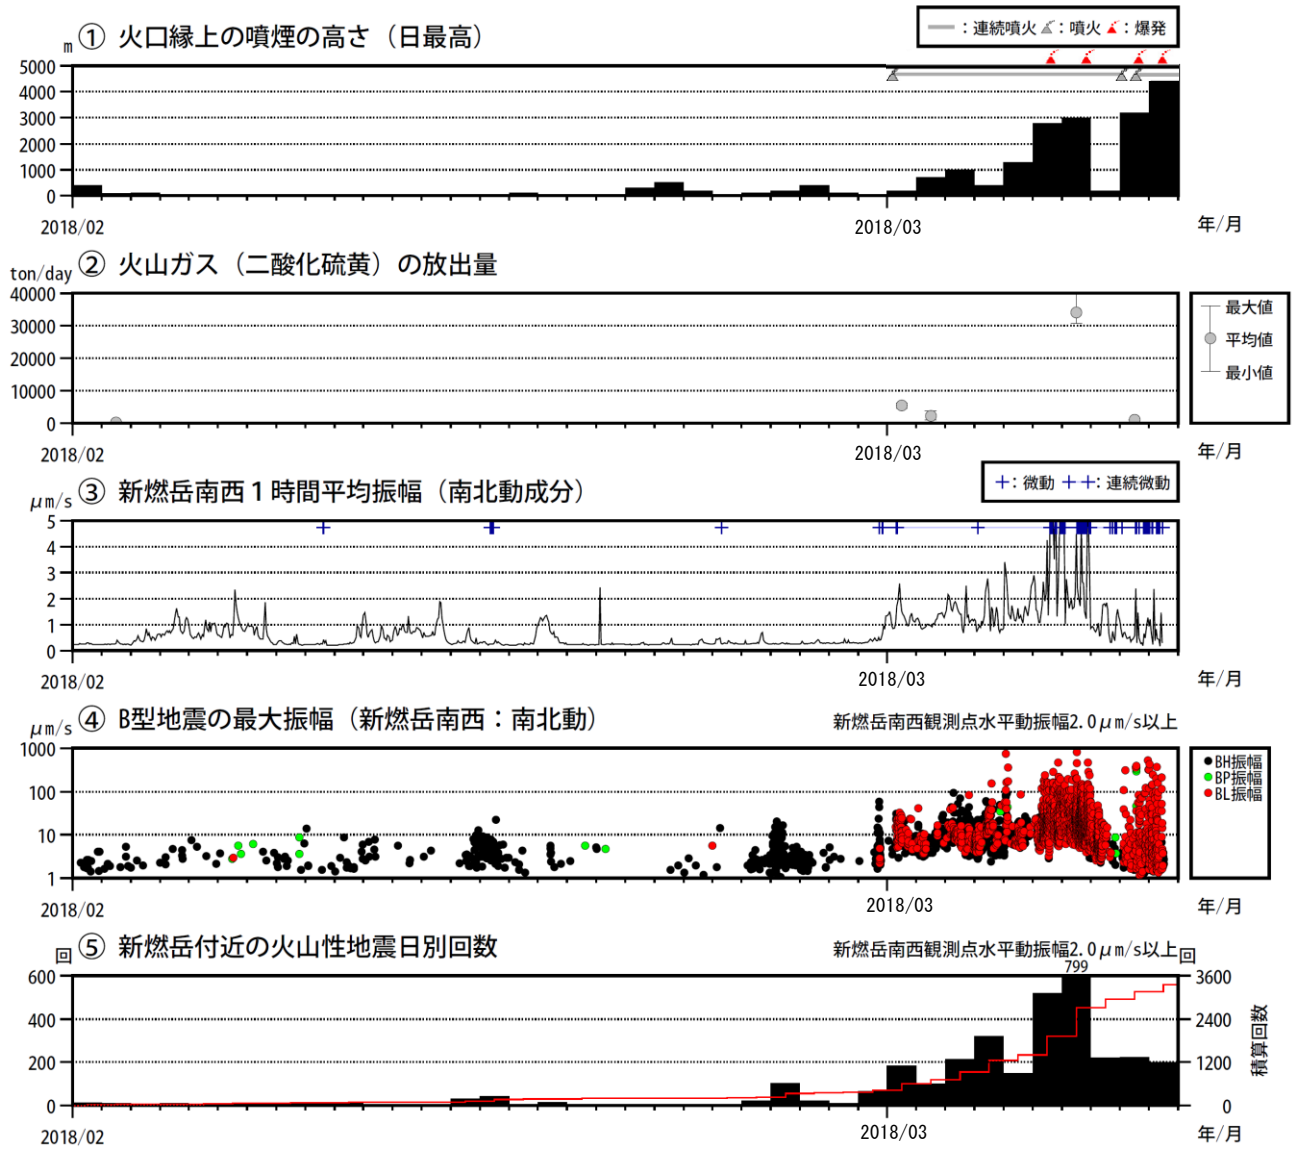 ① 火口縁上の噴煙の高さ（日最高）
：連続噴火 ：噴火 ：爆発
m
5000
4000
3000
2000
1000
0
2018/02
2018/03
年/月
② 火山ガス（二酸化硫黄）の放出量
ton/day
40000
30000
20000
10000
0
最大値
平均値
最小値
2018/02
2018/03
年/月
③ 新燃岳南西１時間平均振幅（南北動成分）
：微動 ：連続微動
μm/s
5
4
3
2
1
0
2018/02
2018/03
年/月
④ B型地震の最大振幅（新燃岳南西：南北動）
新燃岳南西観測点水平動振幅2.0μm/s以上
μm/s
1000
100
10
1
BH振幅
BP振幅
BL振幅
2018/02
2018/03
年/月
⑤ 新燃岳付近の火山性地震日別回数
新燃岳南西観測点水平動振幅2.0μm/s以上
回
回
799
600
400
200
0
3600
2400
1200
0
積算回数
2018/02
2018/03
年/月